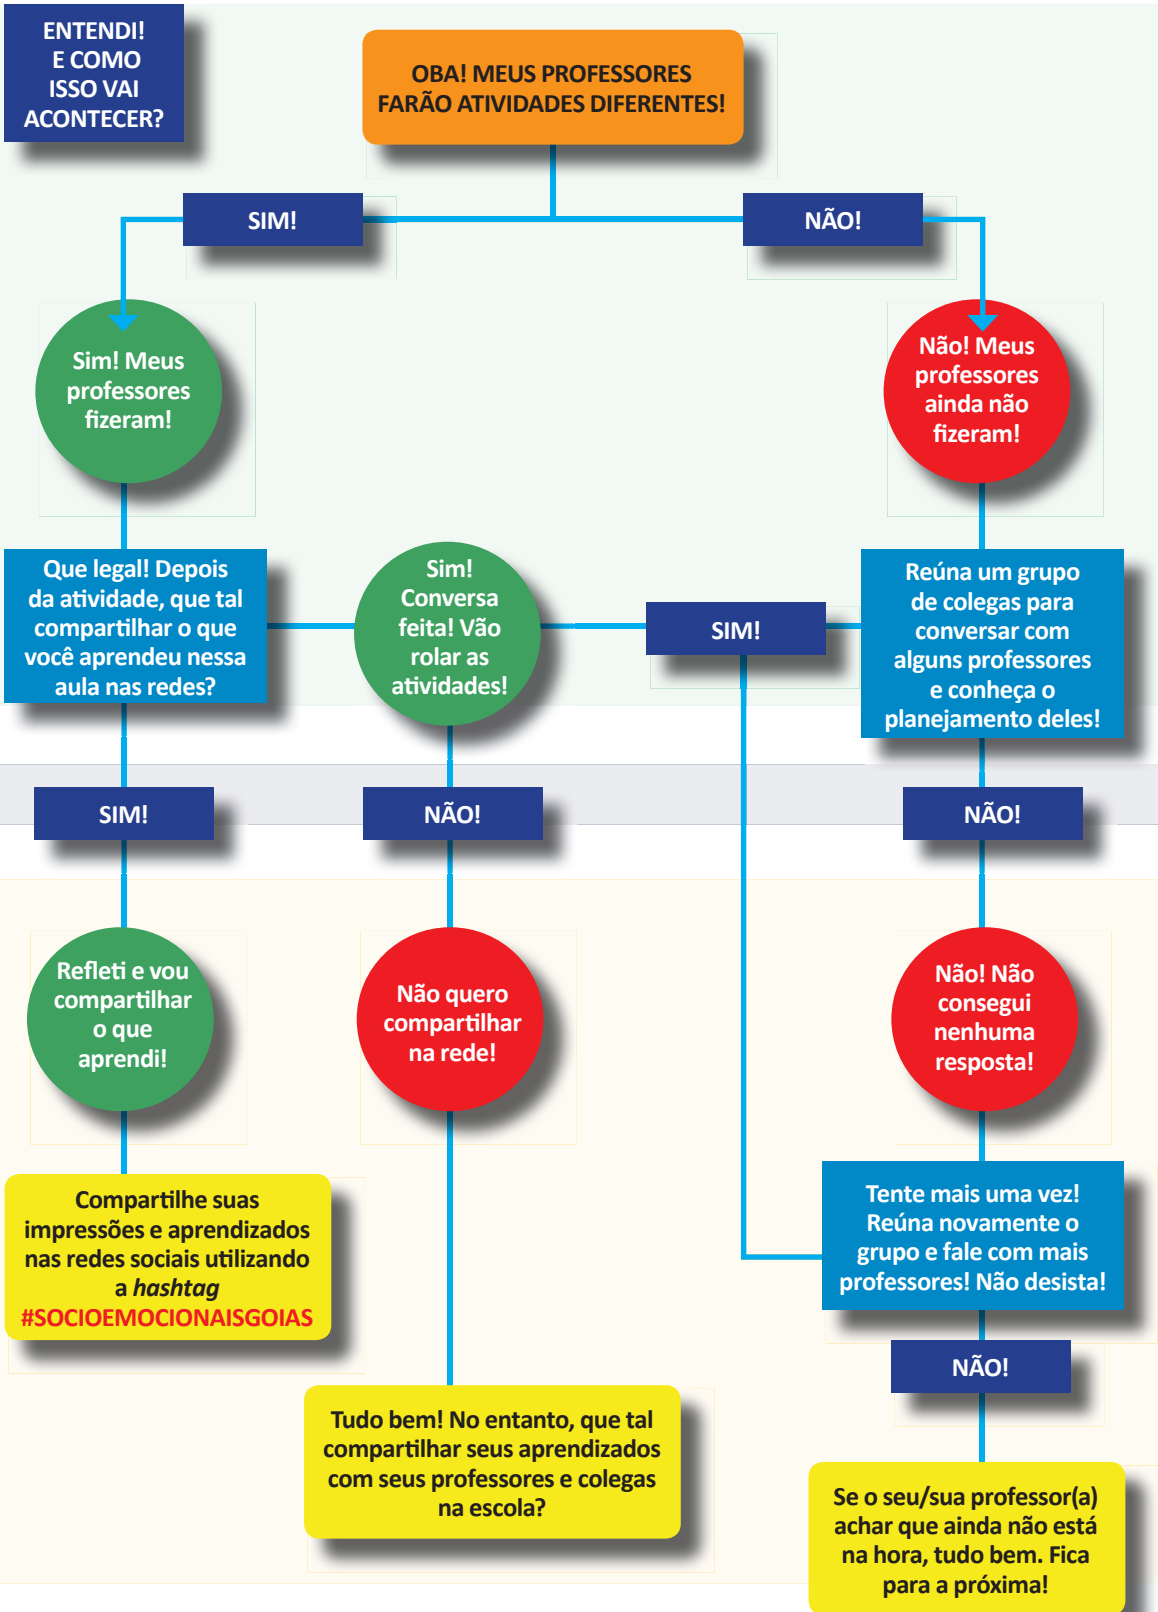 ENTENDI!
E COMO
ISSO VAI
ACONTECER?
OBA! MEUS PROFESSORES
FARÃO ATIVIDADES DIFERENTES!
SIM!
NÃO!
Sim! Meus
professores
fizeram!
Não! Meus
professores
ainda não
fizeram!
Que legal! Depois
da atividade, que tal
compartilhar o que
você aprendeu nessa
aula nas redes?
Sim!
Conversa
feita! Vão
rolar as
atividades!
SIM!
Reúna um grupo
de colegas para
conversar com
alguns professores
e conheça o
planejamento deles!
SIM!
NÃO!
NÃO!
Refleti e vou
compartilhar
o que
aprendi!
Não quero
compartilhar
na rede!
Não! Não
consegui
nenhuma
resposta!
Compartilhe suas
impressões e aprendizados
nas redes sociais utilizando
a hashtag
#SOCIOEMOCIONAISGOIAS
Tente mais uma vez!
Reúna novamente o
grupo e fale com mais
professores! Não desista!
NÃO!
Tudo bem! No entanto, que tal
compartilhar seus aprendizados
com seus professores e colegas
na escola?
Se o seu/sua professor(a)
achar que ainda não está
na hora, tudo bem. Fica
para a próxima!